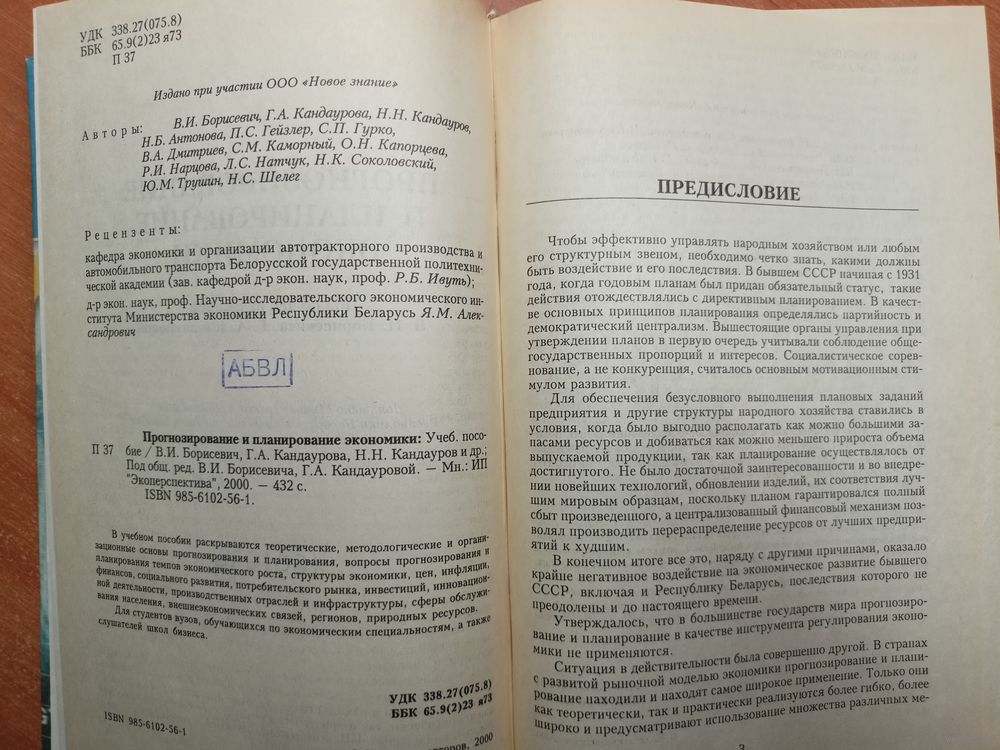 УДК 338.27(075.8)
ББК 65.9(2)23 я73
П 37
Издано при участии ООО «Новое знание»
Авторы: В.И. Борисевич, Г.А. Кандаурова, Н.Н. Кандауров,
Н.Б. Антонова, П.С. Гейзлер, С.П. Гурко,
В.А. Дмитриев, С.М. Каморный, О.Н. Капорцева,
Р.И. Нарцова, Л.С. Натчук, Н.К. Соколовский,
Ю.М. Трушин, Н.С. Шелег
Рецензенты:
кафедра экономики и организации автотракторного производства и
автомобильного транспорта Белорусской государственной политехни-
ческой академии (зав. кафедрой д-р экон. наук, проф. Р.Б. Ивуть);
д-р экон. наук, проф. Научно-исследовательского экономического ин-
ститута Министерства экономики Республики Беларусь Я.М. Алек-
сандрович
АБВЛ
Прогнозирование и планирование экономики: Учеб. посо-
П 37 бие / В.И. Борисевич, Г.А. Кандаурова, Н.Н. Кандауров и др.;
Под общ. ред. В.И. Борисевича, Г.А. Кандауровой. — Мн.: ИП
"Экоперспектива", 2000. — 432 с.
ISBN 985-6102-56-1.
В учебном пособии раскрываются теоретические, методологические и органи-
зационные основы прогнозирования и планирования, вопросы прогнозирования и
планирования темпов экономического роста, структуры экономики, цен, инфляции,
финансов, социального развития, потребительского рынка, инвестиций, инновацион-
ной деятельности, производственных отраслей и инфраструктуры, сферы обслужи-
вания населения, внешнеэкономических связей, регионов, природных ресурсов.
Для студентов вузов, обучающихся по экономическим специальностям, а также
слушателей школ бизнеса.
УДК 338.27(075.8)
ББК 65.9(2)23 я73
ISBN 985-6102-56-1
2000
ПРЕДИСЛОВИЕ
Чтобы эффективно управлять народным хозяйством или любым
его структурным звеном, необходимо четко знать, какими должны
быть воздействие и его последствия. В бывшем СССР начиная с 1931
года, когда годовым планам был придан обязательный статус, такие
действия отождествлялись с директивным планированием. В качест-
ве основных принципов планирования определялись партийность и
демократический централизм. Вышестоящие органы управления при
утверждении планов в первую очередь учитывали соблюдение обще-
государственных пропорций и интересов. Социалистическое сорев-
нование, а не конкуренция, считалось основным мотивационным сти-
мулом развития.
Для обеспечения безусловного выполнения плановых заданий
предприятия и другие структуры народного хозяйства ставились в
условия, когда было выгодно располагать как можно большими за-
пасами ресурсов и добиваться как можно меньшего прироста объема
выпускаемой продукции, так как планирование осуществлялось от
достигнутого. Не было достаточной заинтересованности и во внедре-
нии новейших технологий, обновлении изделий, их соответствия луч-
шим мировым образцам, поскольку планом гарантировался полный
сбыт произведенного, а централизованный финансовый механизм поз-
волял производить перераспределение ресурсов от лучших предпри-
ятий к худшим.
В конечном итоге все это, наряду с другими причинами, оказало
крайне негативное воздействие на экономическое развитие бывшего
СССР, включая и Республику Беларусь, последствия которого не
преодолены и до настоящего времени.
Утверждалось, что в большинстве государств мира прогнозиро-
вание и планирование в качестве инструмента регулирования эконо-
мики не применяются.
Ситуация в действительности была совершенно другой. В странах
с развитой рыночной моделью экономики прогнозирование и плани-
рование находили и находят самое широкое применение. Только они
как теоретически, так и практически реализуются более гибко, более
широко и предусматривают использование множества различных ме-
3